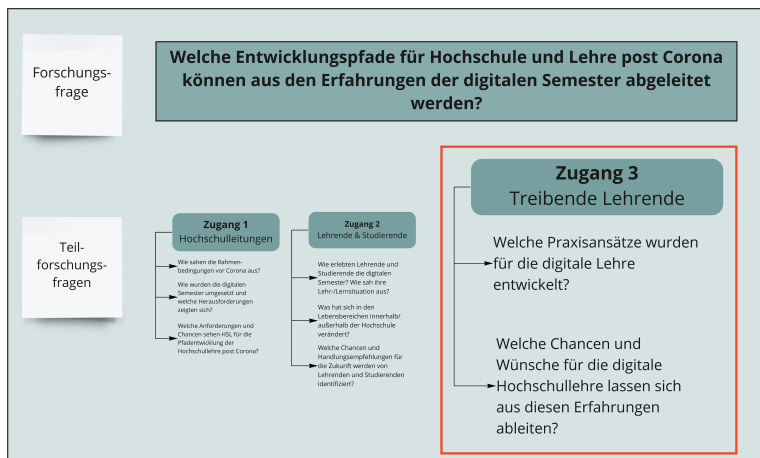 Forschungs-
frage
Welche Entwicklungspfade für Hochschule und Lehre post Corona
können aus den Erfahrungen der digitalen Semester abgeleitet
werden?
Teil-
forschungs-
fragen
Zugang 1
Hochschulleitungen
Wie sahen die Rahmen-
bedingungen vor Corona aus?
Wie wurden die digitalen
Semester umgesetzt und
welche Herausforderungen
zeigten sich?
Welche Anforderungen und
Chancen sehen HSL für die
Pfadentwicklung der
Hochschullehre post Corona?
Zugang 2
Lehrende & Studierende
Wie erlebten Lehrende und
Studierende die digitalen
Semester? Wie sah ihre
Lehr-/Lernsituation aus?
Was hat sich in den
Lebensbereichen innerhalb/
außerhalb der Hochschule
verändert?
Welche Chancen und
Handlungsempfehlungen für
die Zukunft werden von
Lehrenden und Studierenden
identifiziert?
Zugang 3
Treibende Lehrende
Welche Praxisansätze wurden
für die digitale Lehre
entwickelt?
Welche Chancen und
Wünsche für die digitale
Hochschullehre lassen sich
aus diesen Erfahrungen
ableiten?